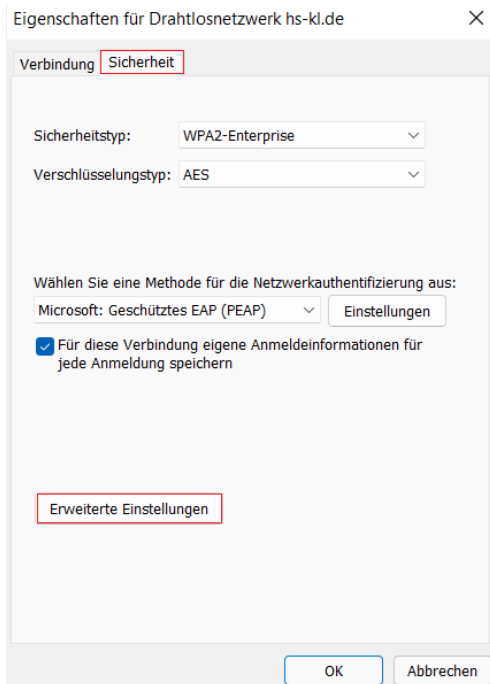 Eigenschaften für Drahtlosnetzwerk hs-kl.de
Verbindung Sicherheit
Sicherheitstyp: WPA2-Enterprise
Verschlüsselungstyp: AES
Wählen Sie eine Methode für die Netzwerkauthentifizierung aus:
Microsoft: Geschütztes EAP (PEAP) Einstellungen
Für diese Verbindung eigene Anmeldeinformationen für
jede Anmeldung speichern
Erweiterte Einstellungen
OK Abbrechen